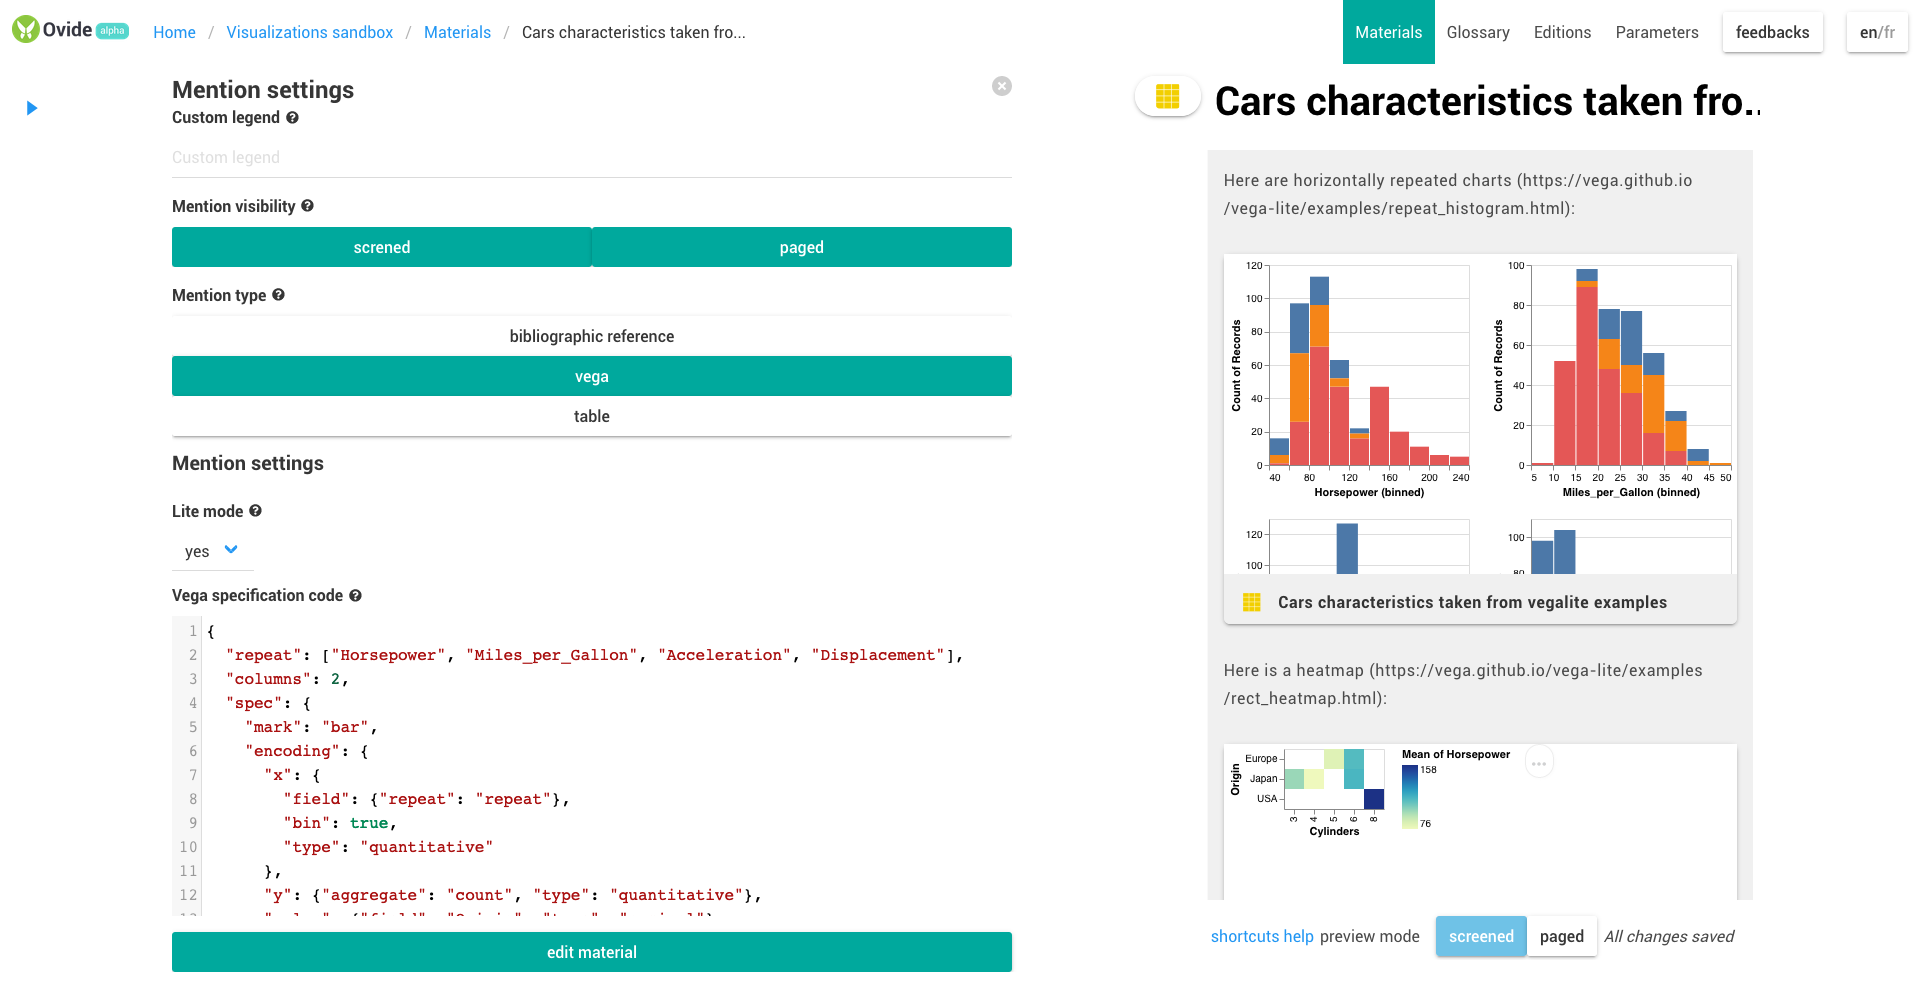 Ovide alpha Home / Visualizations sandbox / Materials / Cars characteristics taken fro... Materials Glossary Editions Parameters feedbacks en/fr
Mention settings
Custom legend
Custom legend
Mention visibility
screned paged
Mention type
bibliographic reference
vega
table
Mention settings
Lite mode
yes
Vega specification code
1 {
2 "repeat": ["Horsepower", "Miles_per_Gallon", "Acceleration", "Displacement"],
3 "columns": 2,
4 "spec": {
5 "mark": "bar",
6 "encoding": {
7 "x": {
8 "field": {"repeat": "repeat"},
9 "bin": true,
10 "type": "quantitative"
11 },
12 "y": {"aggregate": "count", "type": "quantitative"},
edit material
Cars characteristics taken fro..
Here are horizontally repeated charts (https://vega.github.io
/vega-lite/examples/repeat_histogram.html):
Count of Records
120
100
80
60
40
20
0
40 80 120 160 200 240
Horsepower (binned)
Count of Records
100
80
60
40
20
0
5 10 15 20 25 30 35 40 45 50
Miles_per_Gallon (binned)
120
100
100
80
Cars characteristics taken from vegalite examples
Here is a heatmap (https://vega.github.io/vega-lite/examples
/rect_heatmap.html):
Origin
Europe
Japan
USA
3 4 5 6 8
Cylinders
Mean of Horsepower
158
76
shortcuts help preview mode screened paged All changes saved